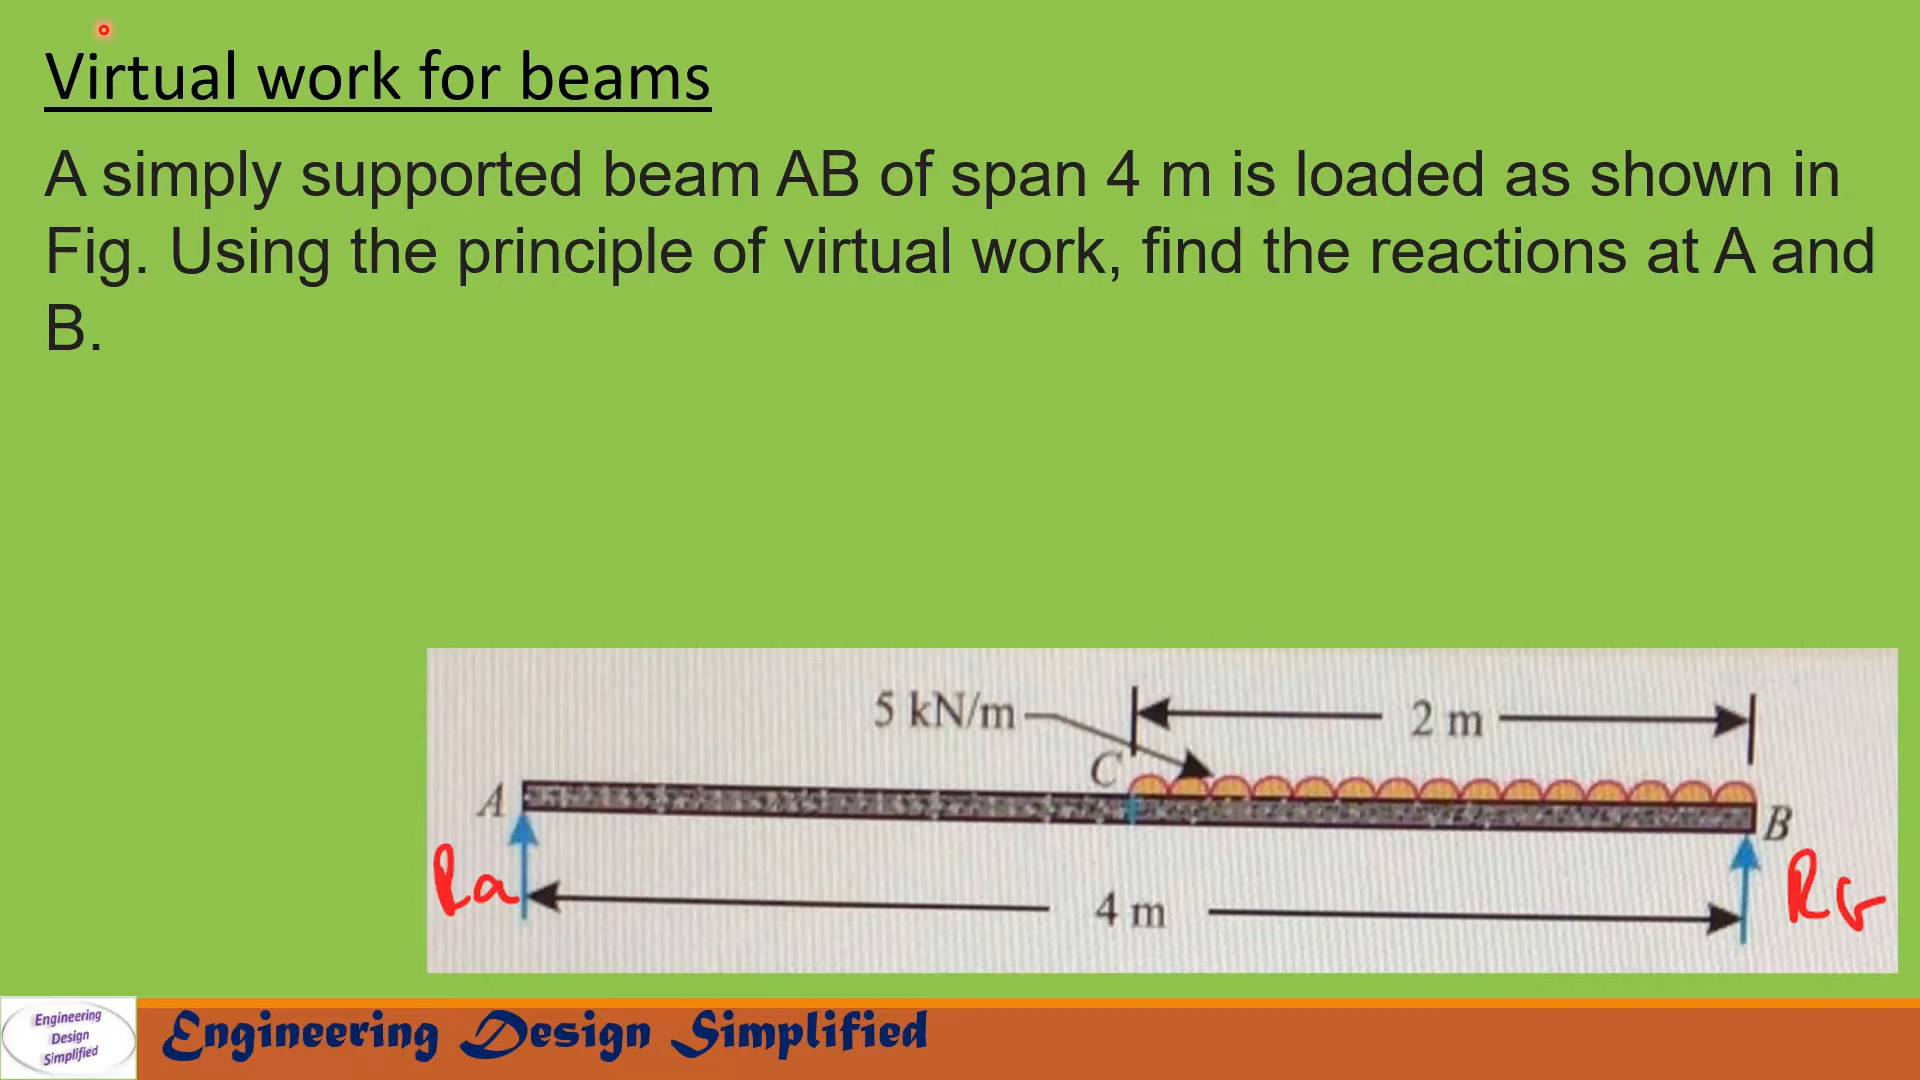 Virtual work for beams
A simply supported beam AB of span 4 m is loaded as shown in
Fig. Using the principle of virtual work, find the reactions at A and
B.
5 kN/m
2 m
C
A
B
Ra
Rb
4 m
Engineering
Design
Simplified
Engineering Design Simplified